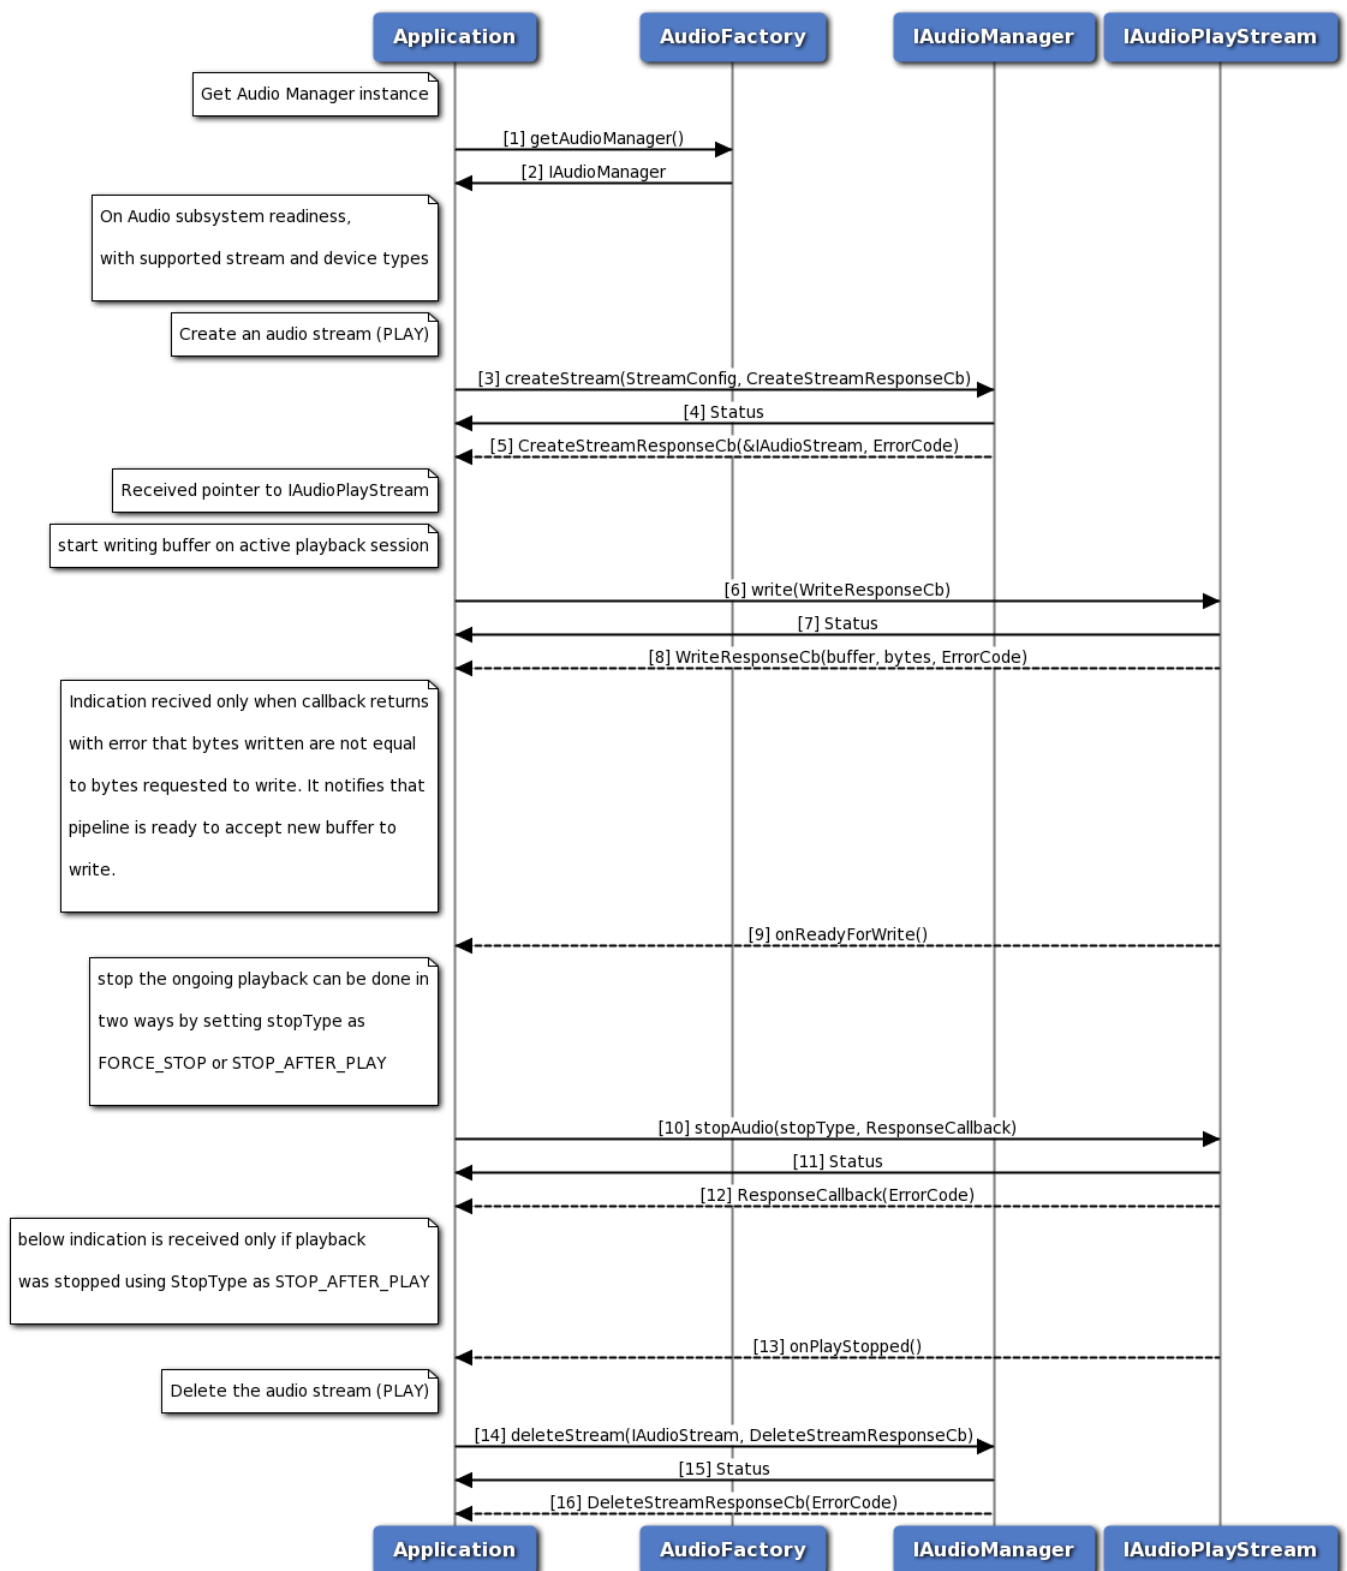 Application AudioFactory IAudioManager IAudioPlayStream
Get Audio Manager instance
[1] getAudioManager()
[2] IAudioManager
On Audio subsystem readiness,
with supported stream and device types
Create an audio stream (PLAY)
[3] createStream(StreamConfig, CreateStreamResponseCb)
[4] Status
[5] CreateStreamResponseCb(&IAudioStream, ErrorCode)
Received pointer to IAudioPlayStream
start writing buffer on active playback session
[6] write(WriteResponseCb)
[7] Status
[8] WriteResponseCb(buffer, bytes, ErrorCode)
Indication recived only when callback returns
with error that bytes written are not equal
to bytes requested to write. It notifies that
pipeline is ready to accept new buffer to
write.
[9] onReadyForWrite()
stop the ongoing playback can be done in
two ways by setting stopType as
FORCE_STOP or STOP_AFTER_PLAY
[10] stopAudio(stopType, ResponseCallback)
[11] Status
[12] ResponseCallback(ErrorCode)
below indication is received only if playback
was stopped using StopType as STOP_AFTER_PLAY
[13] onPlayStopped()
Delete the audio stream (PLAY)
[14] deleteStream(IAudioStream, DeleteStreamResponseCb)
[15] Status
[16] DeleteStreamResponseCb(ErrorCode)
Application AudioFactory IAudioManager IAudioPlayStream